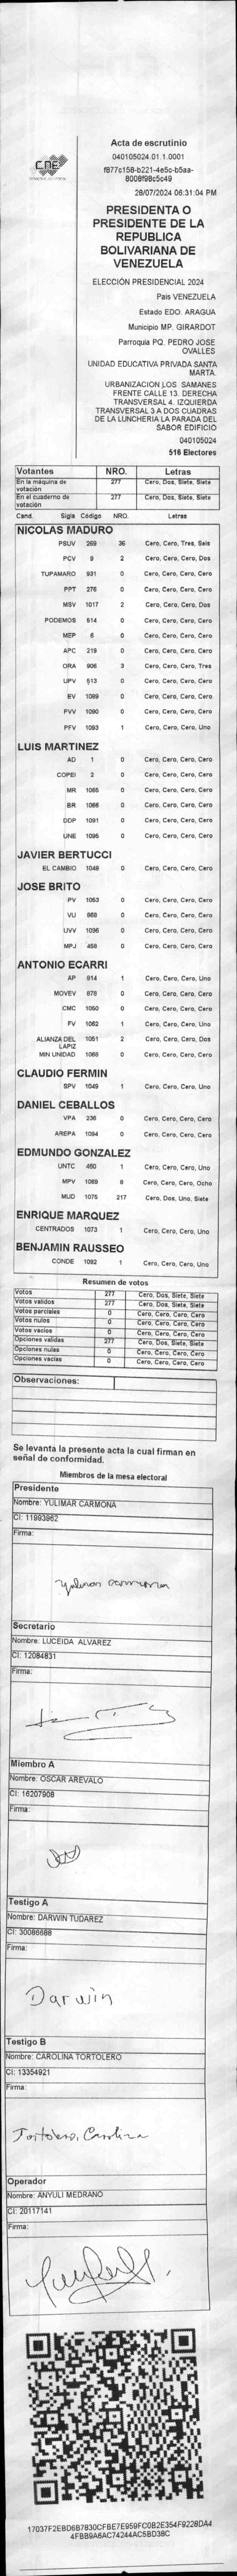 CNE
Acta de escrutinio
040105024.01.1.0001
f877c158-b221-4e5c-b5aa-
8008f98c5c49
28/07/2024 06:31:04 PM
PRESIDENTA O
PRESIDENTE DE LA
REPUBLICA
BOLIVARIANA DE
VENEZUELA
ELECCIÓN PRESIDENCIAL 2024
Pais VENEZUELA
Estado EDO. ARAGUA
Municipio MP. GIRARDOT
Parroquia PQ. PEDRO JOSE
OVALLES
UNIDAD EDUCATIVA PRIVADA SANTA
MARTA.
URBANIZACIÓN LOS SAMANES
FRENTE CALLE 13. DERECHA
TRANSVERSAL 4. IZQUIERDA
TRANSVERSAL 3 A DOS CUADRAS
DE LA LUNCHERIA LA PARADA DEL
SABOR EDIFICIO
040105024
516 Electores
Votantes NRO. Letras
En la máquina de votación 277 Cero, Dos, Siete, Siete
En el cuaderno de votación 277 Cero, Dos, Siete, Siete
Cand. Sigla Código NRO. Letras
NICOLAS MADURO
PSUV 269 36 Cero, Cero, Tres, Seis
PCV 9 2 Cero, Cero, Cero, Dos
TUPAMARO 931 0 Cero, Cero, Cero, Cero
PPT 276 0 Cero, Cero, Cero, Cero
MSV 1017 2 Cero, Cero, Cero, Dos
PODEMOS 514 0 Cero, Cero, Cero, Cero
MEP 6 0 Cero, Cero, Cero, Cero
APC 219 0 Cero, Cero, Cero, Cero
ORA 906 3 Cero, Cero, Cero, Tres
UPV 513 0 Cero, Cero, Cero, Cero
EV 1089 0 Cero, Cero, Cero, Cero
PVV 1090 0 Cero, Cero, Cero, Cero
PFV 1093 1 Cero, Cero, Cero, Uno
LUIS MARTINEZ
AD 1 0 Cero, Cero, Cero, Cero
COPEI 2 0 Cero, Cero, Cero, Cero
MR 1065 0 Cero, Cero, Cero, Cero
BR 1066 0 Cero, Cero, Cero, Cero
DDP 1091 0 Cero, Cero, Cero, Cero
UNE 1095 0 Cero, Cero, Cero, Cero
JAVIER BERTUCCI
EL CAMBIO 1048 0 Cero, Cero, Cero, Cero
JOSE BRITO
PV 1053 0 Cero, Cero, Cero, Cero
VU 868 0 Cero, Cero, Cero, Cero
UVV 1096 0 Cero, Cero, Cero, Cero
MPJ 458 0 Cero, Cero, Cero, Cero
ANTONIO ECARRI
AP 814 1 Cero, Cero, Cero, Uno
MOVEV 878 0 Cero, Cero, Cero, Cero
CMC 1050 0 Cero, Cero, Cero, Cero
FV 1062 1 Cero, Cero, Cero, Uno
ALIANZA DEL LAPIZ 1051 2 Cero, Cero, Cero, Dos
MIN UNIDAD 1068 0 Cero, Cero, Cero, Cero
CLAUDIO FERMIN
SPV 1049 1 Cero, Cero, Cero, Uno
DANIEL CEBALLOS
VPA 236 0 Cero, Cero, Cero, Cero
AREPA 1094 0 Cero, Cero, Cero, Cero
EDMUNDO GONZALEZ
UNTC 460 1 Cero, Cero, Cero, Uno
MPV 1069 8 Cero, Cero, Cero, Ocho
MUD 1075 217 Cero, Dos, Uno, Siete
ENRIQUE MARQUEZ
CENTRADOS 1073 1 Cero, Cero, Cero, Uno
BENJAMIN RAUSSEO
CONDE 1092 1 Cero, Cero, Cero, Uno
Resumen de votos
Votos 277 Cero, Dos, Siete, Siete
Votos validos 277 Cero, Dos, Siete, Siete
Votos parciales 0 Cero, Cero, Cero, Cero
Votos nulos 0 Cero, Cero, Cero, Cero
Votos vacios 0 Cero, Cero, Cero, Cero
Opciones validas 277 Cero, Dos, Siete, Siete
Opciones nulas 0 Cero, Cero, Cero, Cero
Opciones vacias 0 Cero, Cero, Cero, Cero
Observaciones:
Se levanta la presente acta la cual firman en
señal de conformidad.
Miembros de la mesa electoral
Presidente
Nombre: YULIMAR CARMONA
CI: 11993962
Firma:
Yulimar Carmona
Secretario
Nombre: LUCEIDA ALVAREZ
CI: 12084831
Firma:
Miembro A
Nombre: OSCAR AREVALO
CI: 16207908
Firma:
Testigo A
Nombre: DARWIN TUDAREZ
CI: 30086688
Firma:
Darwin
Testigo B
Nombre: CAROLINA TORTOLERO
CI: 13354921
Firma:
Tortolero, Carolina
Operador
Nombre: ANYULI MEDRANO
CI: 20117141
Firma:
17037F2EBD6B7830CFBE7E959FC0B2E354F9228DA4
4FBB9A6AC74244AC5BD38C